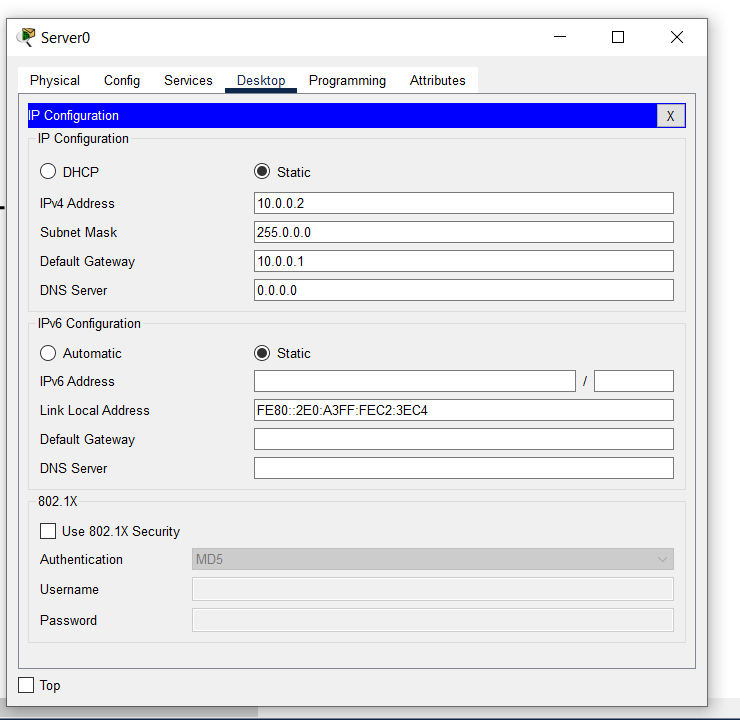 Server0
Physical Config Services Desktop Programming Attributes
IP Configuration X
IP Configuration
DHCP Static
IPv4 Address 10.0.0.2
Subnet Mask 255.0.0.0
Default Gateway 10.0.0.1
DNS Server 0.0.0.0
IPv6 Configuration
Automatic Static
IPv6 Address /
Link Local Address FE80::2E0:A3FF:FEC2:3EC4
Default Gateway
DNS Server
802.1X
Use 802.1X Security
Authentication MD5
Username
Password
Top